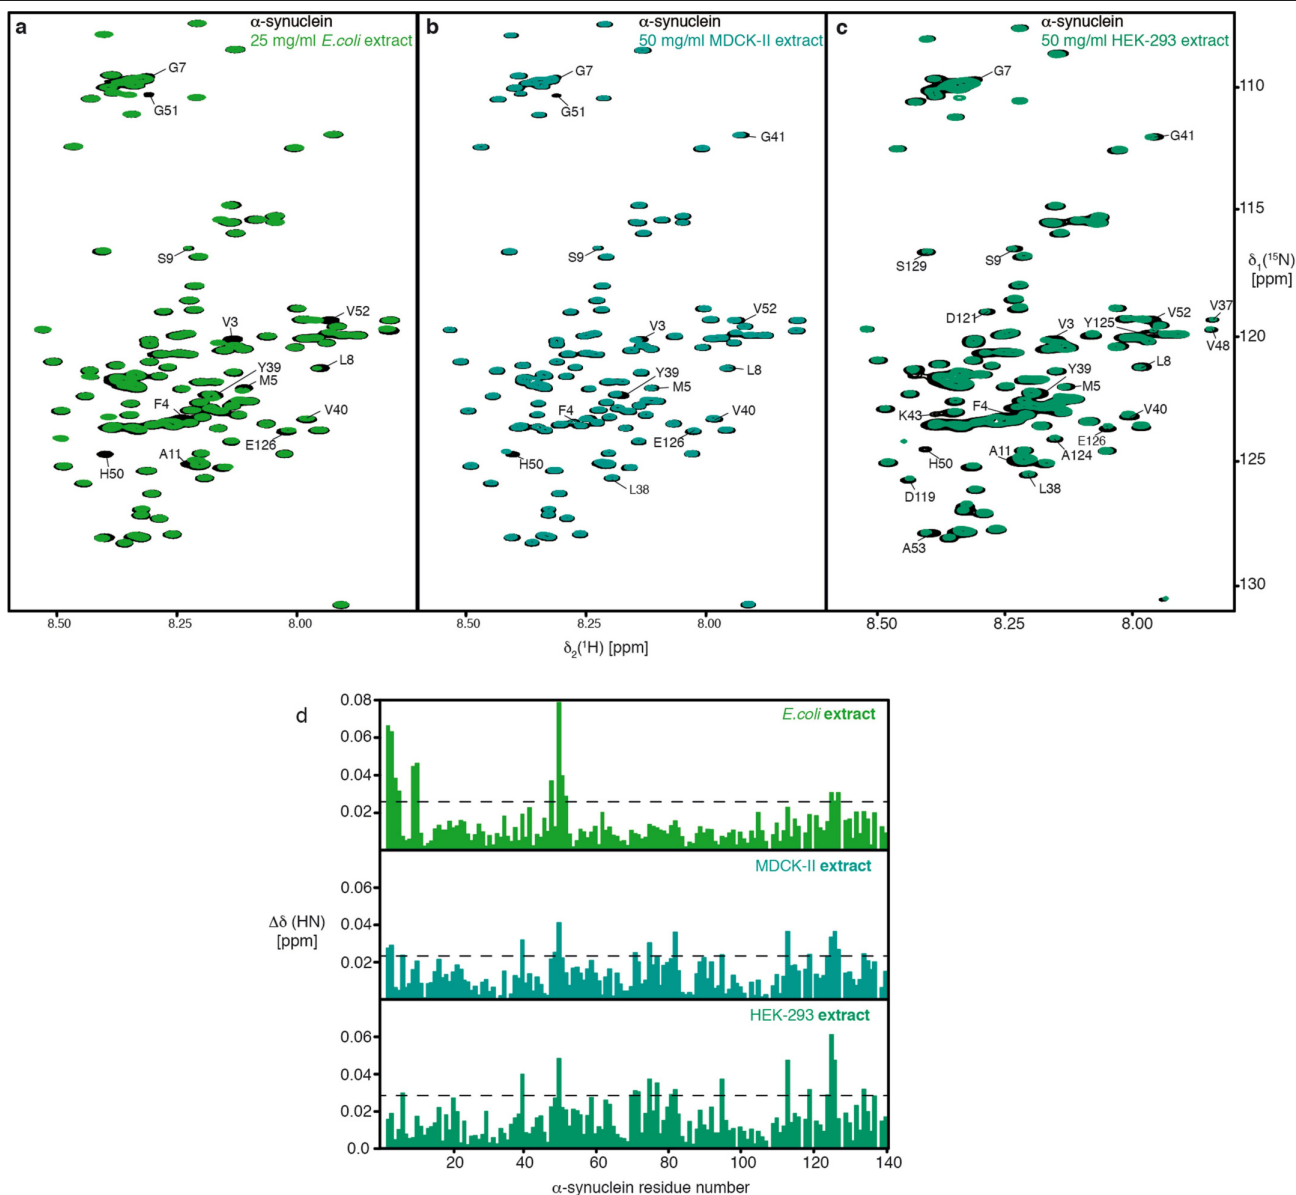 a
α-synuclein
25 mg/ml E.coli extract
G7
G51
S9
V52
V3
L8
Y39
M5
F4
V40
E126
A11
H50
8.50
8.25
8.00
b
α-synuclein
50 mg/ml MDCK-II extract
G7
G51
G41
S9
V52
V3
L8
Y39
M5
F4
V40
E126
H50
L38
8.50
8.25
8.00
δ2(1H) [ppm]
c
α-synuclein
50 mg/ml HEK-293 extract
G7
G41
S129
S9
D121
V3
Y125
V52
V37
V48
L8
Y39
M5
F4
K43
V40
E126
A124
A11
H50
L38
D119
A53
8.50
8.25
8.00
110
115
δ1(15N)
[ppm]
120
125
130
d
E.coli extract
0.08
0.06
0.04
0.02
MDCK-II extract
0.06
0.04
0.02
Δδ (HN)
[ppm]
HEK-293 extract
0.06
0.04
0.02
0.0
20
40
60
80
100
120
140
α-synuclein residue number